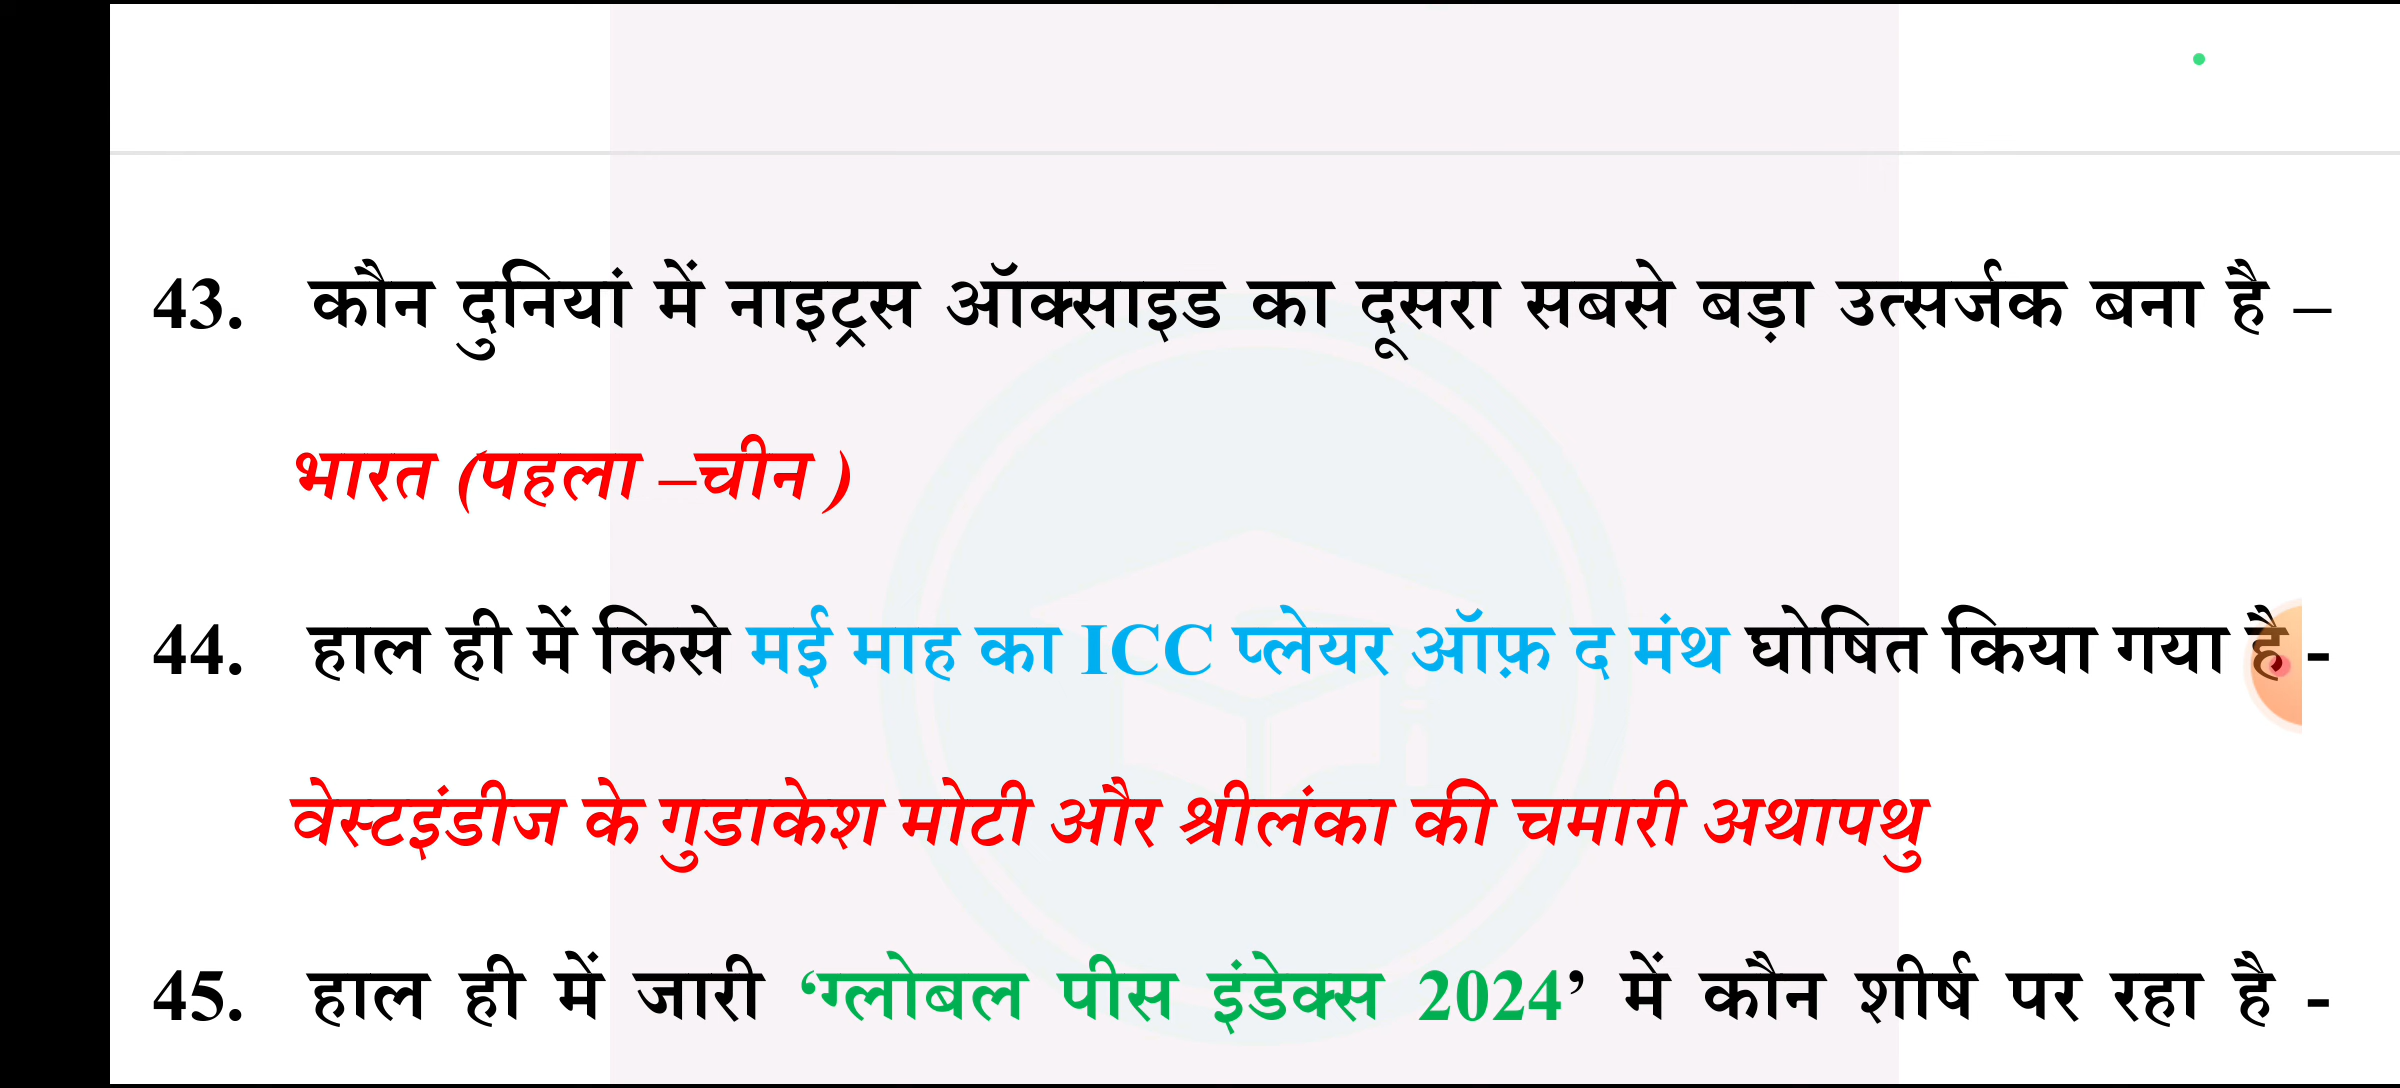 43. कौन दुनियां में नाइट्रस ऑक्साइड का दूसरा सबसे बड़ा उत्सर्जक बना है –
भारत (पहला –चीन )
44. हाल ही में किसे मई माह का ICC प्लेयर ऑफ़ द मंथ घोषित किया गया है -
वेस्टइंडीज के गुडाकेश मोटी और श्रीलंका की चमारी अथापथु
45. हाल ही में जारी ‘ग्लोबल पीस इंडेक्स 2024’ में कौन शीर्ष पर रहा है -